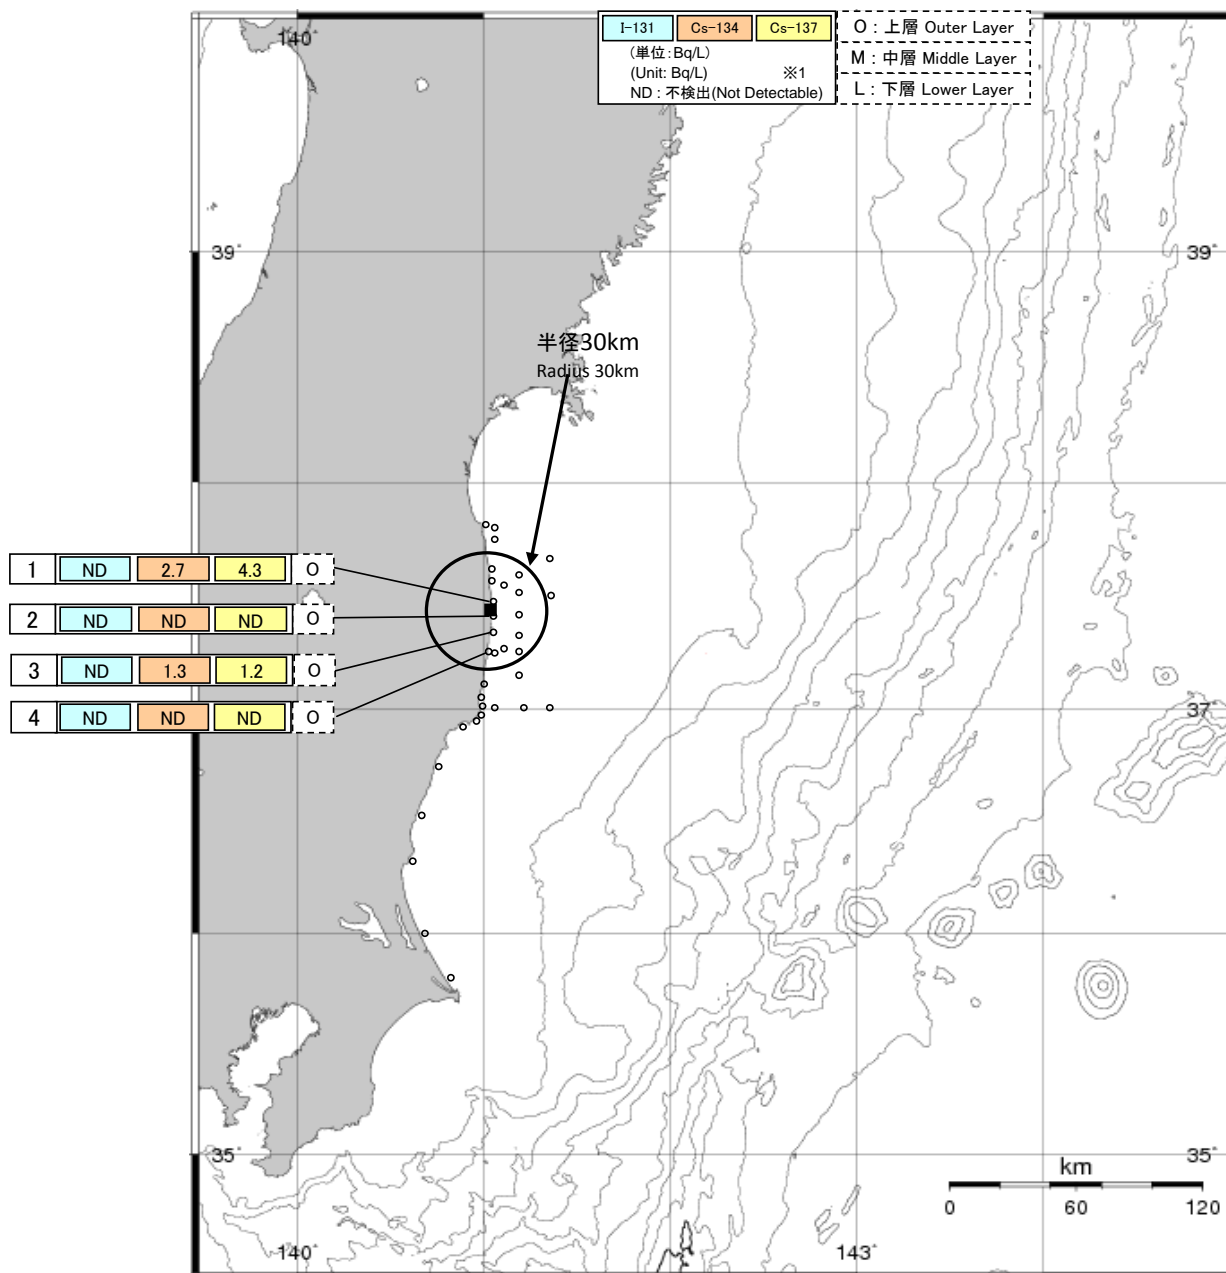 I-131 Cs-134 Cs-137
(単位:Bq/L)
(Unit: Bq/L) ※1
ND : 不検出(Not Detectable)
O : 上層 Outer Layer
M : 中層 Middle Layer
L : 下層 Lower Layer
140°
39° 39°
半径30km
Radius 30km
1 ND 2.7 4.3 O
2 ND ND ND O
3 ND 1.3 1.2 O
4 ND ND ND O
37°
35° 35°
km
0 60 120
140° 143°